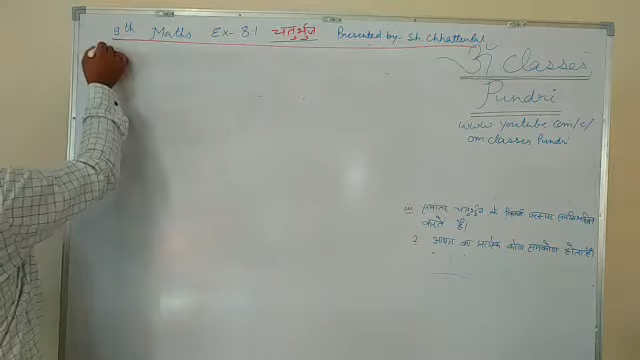 9th Maths Ex- 8.1 चतुर्भुज Presented by- Sh. Chhattarlal
ॐ Classes
Pundri
www.youtube.com/c/
om classes Pundri
समांतर चतुर्भुज के विकर्ण परस्पर समद्विभाजित
करते हैं।
2 आयत का प्रत्येक कोण समकोण होता है।